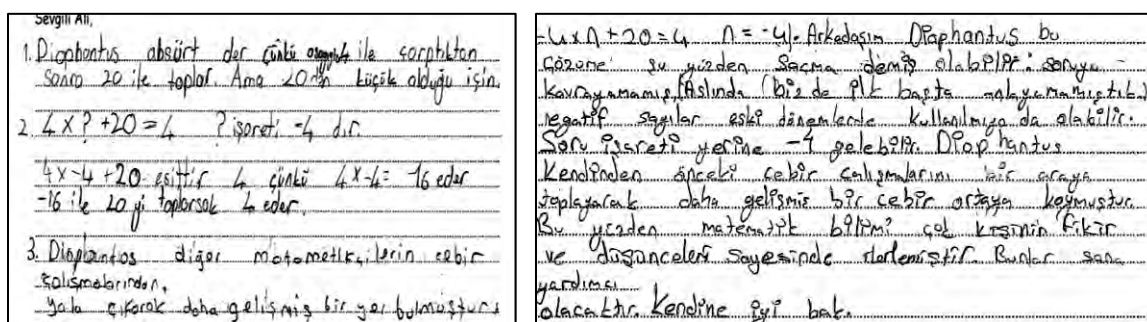 Sevgili Ali,
1. Diophantus absürt der çünkü 4 ile çarptıktan
sonra 20 ile toplar. Ama 20 den küçük olduğu için.
2. 4 x ? + 20 = 4 ? işareti -4 dır.
4 x -4 + 20 eşittir 4 çünkü 4 x -4 = -16 eder
-16 ile 20 yi toplarsak 4 eder.
3. Diophantos diğer matematikçilerin cebir
çalışmalarından,
yola çıkarak daha gelişmiş bir yer bulmuştur.
-4 x n + 20 = 4 n = -4. Arkadaşım Diaphantus bu
çözüme şu yüzden saçma demiş olabilir: soruyu -
kavrayamamış, (Aslında biz de ilk başta anlayamamıştık.)
negatif sayılar eski dönemlerde kullanılmıyo da olabilir.
Soru işareti yerine -4 gelebilir. Diophantus
Kendinden önceki cebir çalışmalarını bir araya
toplayarak daha gelişmiş bir cebir ortaya koymuştur.
Bu yüzden matematik bilimi çok kişinin fikir
ve düşünceleri sayesinde ilerlemiştir. Bunlar sana
yardımcı
olacaktır. Kendine iyi bak.